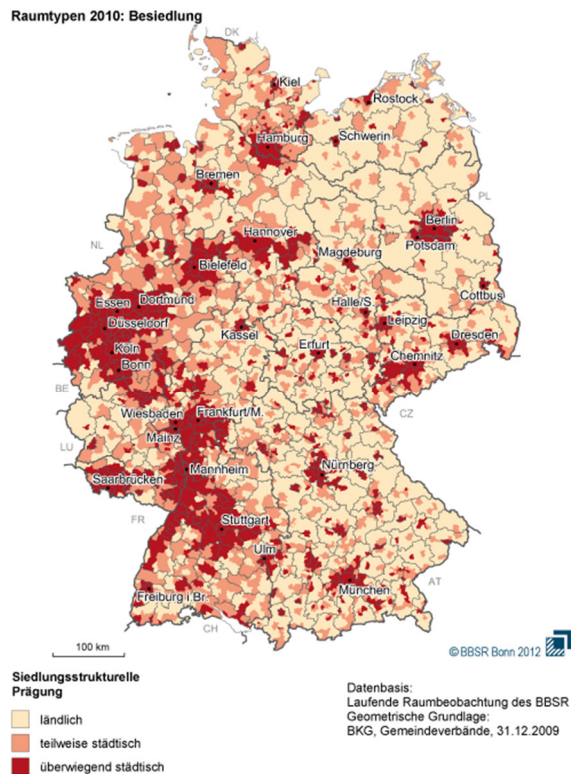 Raumtypen 2010: Besiedlung
DK
Kiel
Rostock
Hamburg
Schwerin
Bremen
PL
Berlin
NL
Hannover
Potsdam
Magdeburg
Bielefeld
Cottbus
Essen
Dortmund
Halle/S.
Düsseldorf
Leipzig
Kassel
Dresden
Köln
Erfurt
Chemnitz
Bonn
BE
Wiesbaden
Frankfurt/M.
CZ
Mainz
LU
Mannheim
Nürnberg
Saarbrücken
FR
Stuttgart
Ulm
AT
München
Freiburg i.Br.
CH
100 km
© BBSR Bonn 2012
Siedlungsstrukturelle
Prägung
ländlich
teilweise städtisch
überwiegend städtisch
Datenbasis:
Laufende Raumbeobachtung des BBSR
Geometrische Grundlage:
BKG, Gemeindeverbände, 31.12.2009